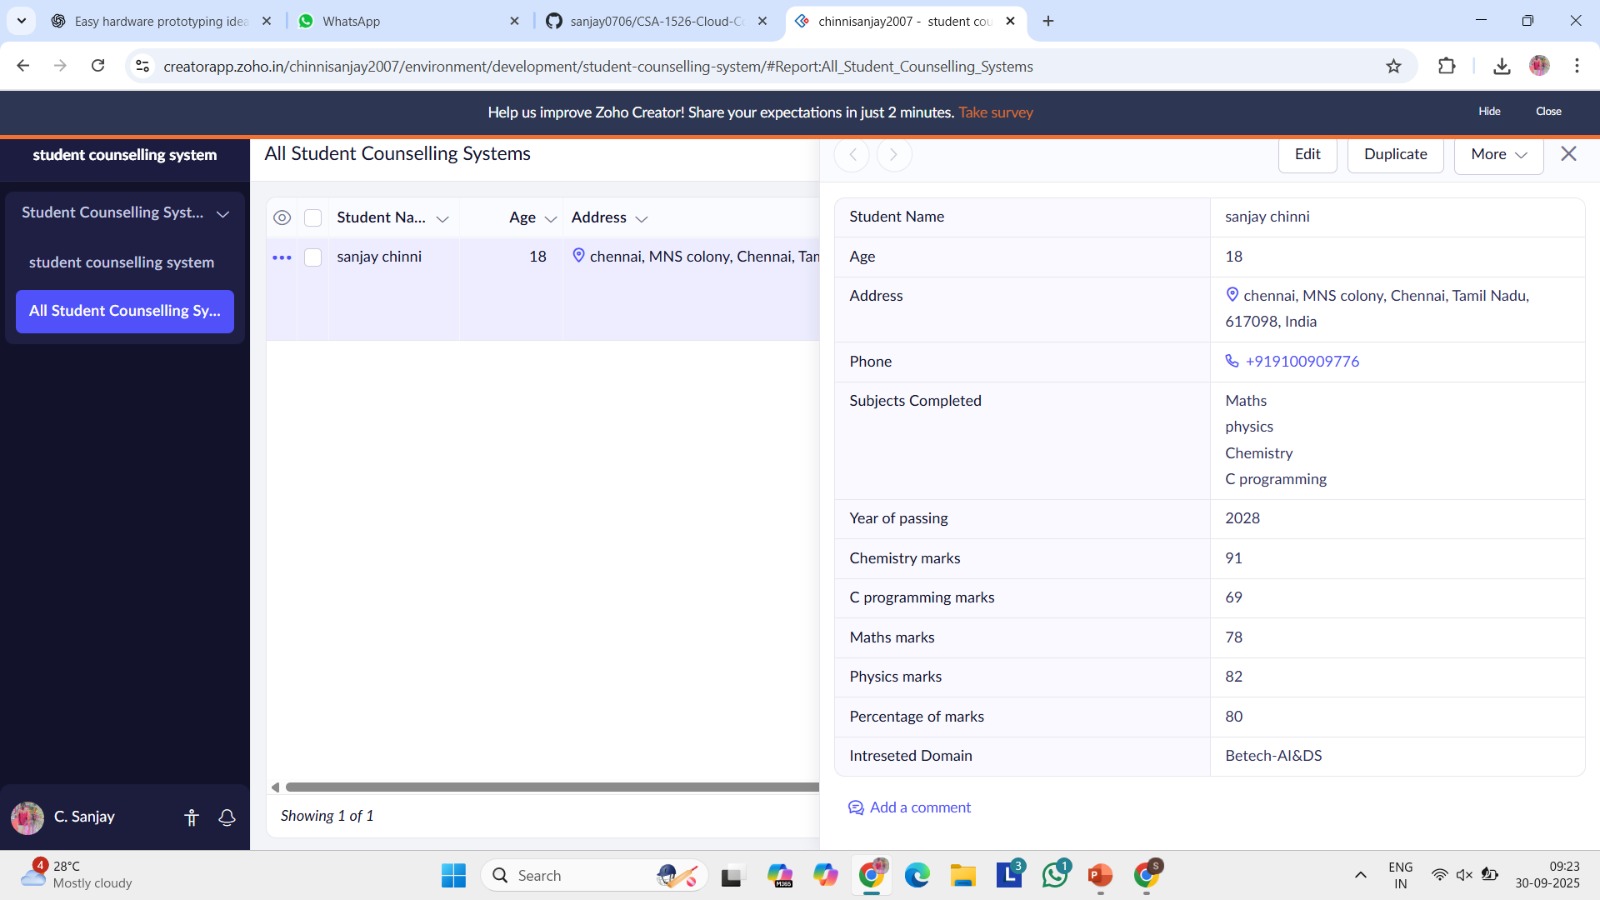 Easy hardware prototyping idea
WhatsApp
sanjay0706/CSA-1526-Cloud-C
chinnisanjay2007 - student cou
creatorapp.zoho.in/chinnisanjay2007/environment/development/student-counselling-system/#Report:All_Student_Counselling_Systems
Help us improve Zoho Creator! Share your expectations in just 2 minutes. Take survey
Hide
Close
student counselling system
Student Counselling Syst...
student counselling system
All Student Counselling Sy...
C. Sanjay
All Student Counselling Systems
Student Na... Age Address
sanjay chinni 18 chennai, MNS colony, Chennai, Tam
Showing 1 of 1
Edit Duplicate More
Student Name sanjay chinni
Age 18
Address chennai, MNS colony, Chennai, Tamil Nadu,
617098, India
Phone +919100909776
Subjects Completed Maths
physics
Chemistry
C programming
Year of passing 2028
Chemistry marks 91
C programming marks 69
Maths marks 78
Physics marks 82
Percentage of marks 80
Intreseted Domain Betech-AI&DS
Add a comment
4
28°C
Mostly cloudy
Search
M365
L
3
1
P
S
ENG
IN
09:23
30-09-2025